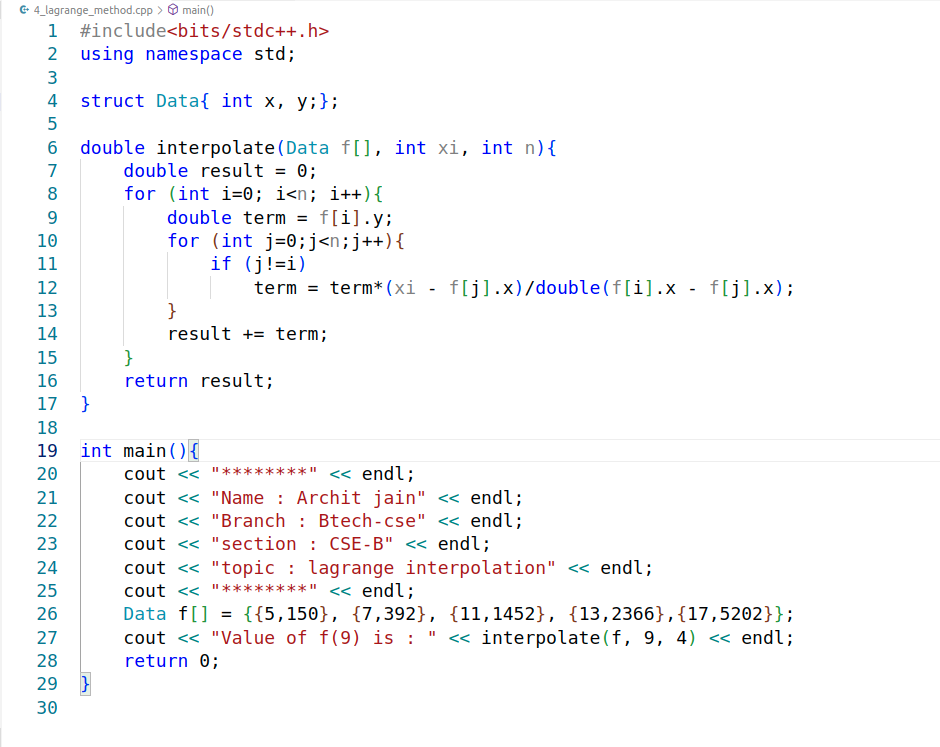 4_lagrange_method.cpp > main()
1 #include<bits/stdc++.h>
2 using namespace std;
3
4 struct Data{ int x, y;};
5
6 double interpolate(Data f[], int xi, int n){
7     double result = 0;
8     for (int i=0; i<n; i++){
9         double term = f[i].y;
10         for (int j=0;j<n;j++){
11             if (j!=i)
12                 term = term*(xi - f[j].x)/double(f[i].x - f[j].x);
13         }
14         result += term;
15     }
16     return result;
17 }
18
19 int main(){
20     cout << "********" << endl;
21     cout << "Name : Archit jain" << endl;
22     cout << "Branch : Btech-cse" << endl;
23     cout << "section : CSE-B" << endl;
24     cout << "topic : lagrange interpolation" << endl;
25     cout << "********" << endl;
26     Data f[] = {{5,150}, {7,392}, {11,1452}, {13,2366},{17,5202}};
27     cout << "Value of f(9) is : " << interpolate(f, 9, 4) << endl;
28     return 0;
29 }
30